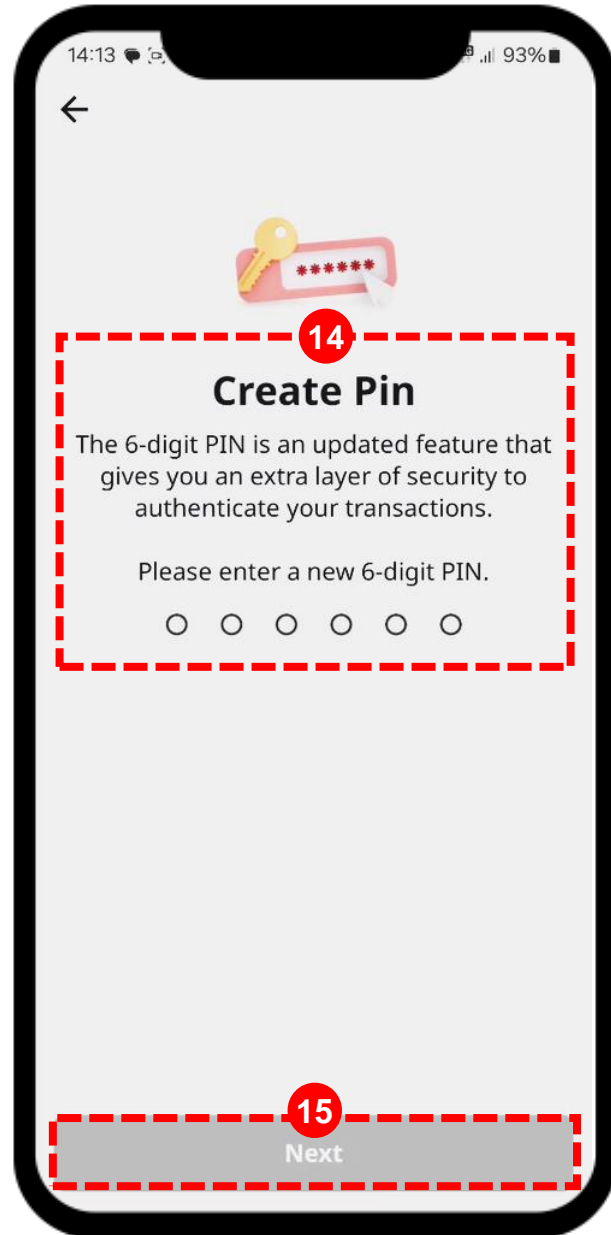 14:13 93%
******
14
Create Pin
The 6-digit PIN is an updated feature that
gives you an extra layer of security to
authenticate your transactions.
Please enter a new 6-digit PIN.
15
Next